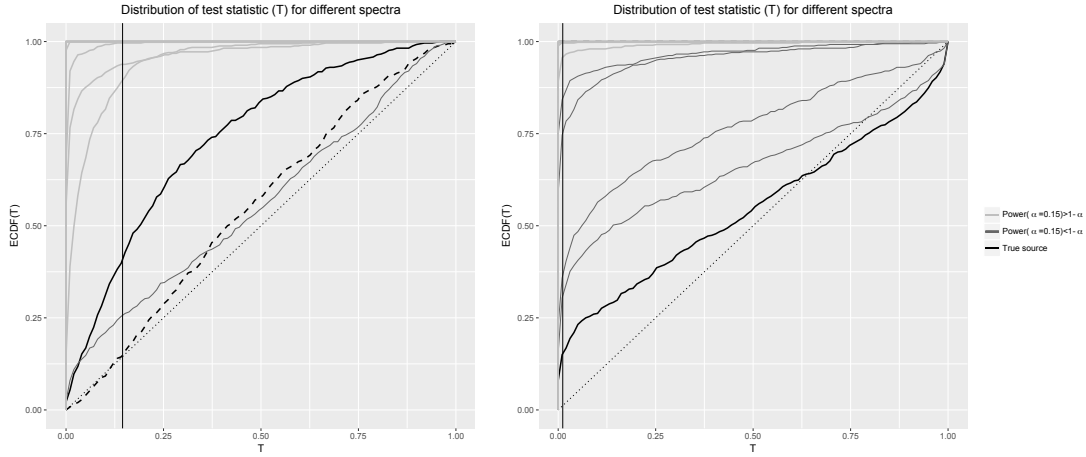 Distribution of test statistic (T) for different spectra
1.00
0.75
0.50
0.25
0.00
ECDF(T)
0.00 0.25 0.50 0.75 1.00
T
Distribution of test statistic (T) for different spectra
1.00
0.75
0.50
0.25
0.00
ECDF(T)
0.00 0.25 0.50 0.75 1.00
T
Power( α =0.15)>1- α
Power( α =0.15)<1- α
True source